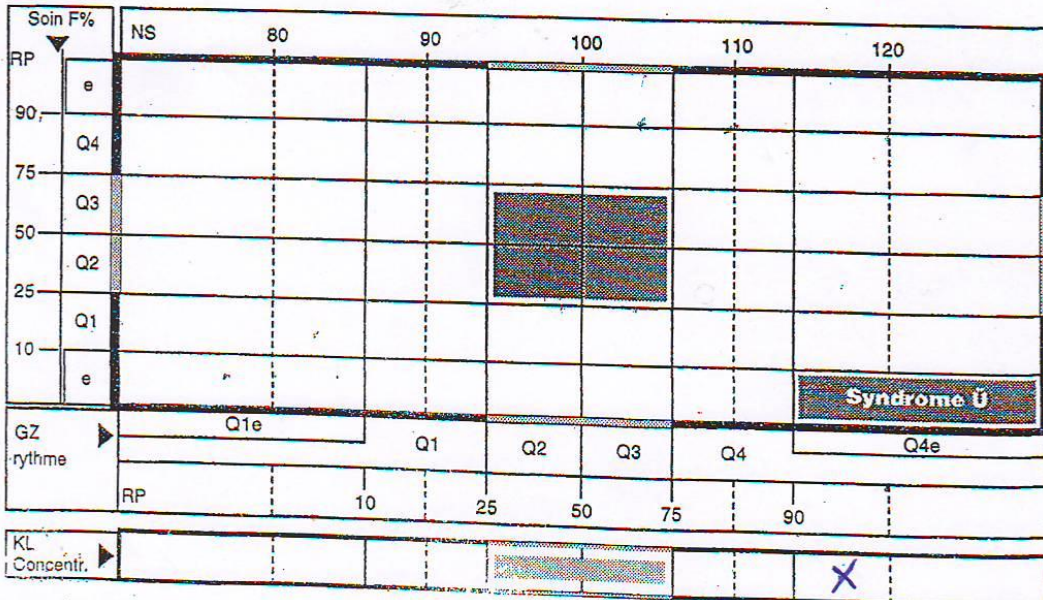 Soin F%
NS 80 90 100 110 120
RP
e
90
Q4
75
Q3
50
Q2
25
Q1
10
e
Syndrome Ü
GZ
rythme
Q1e Q1 Q2 Q3 Q4 Q4e
RP 10 25 50 75 90
KL
Concentr.
X